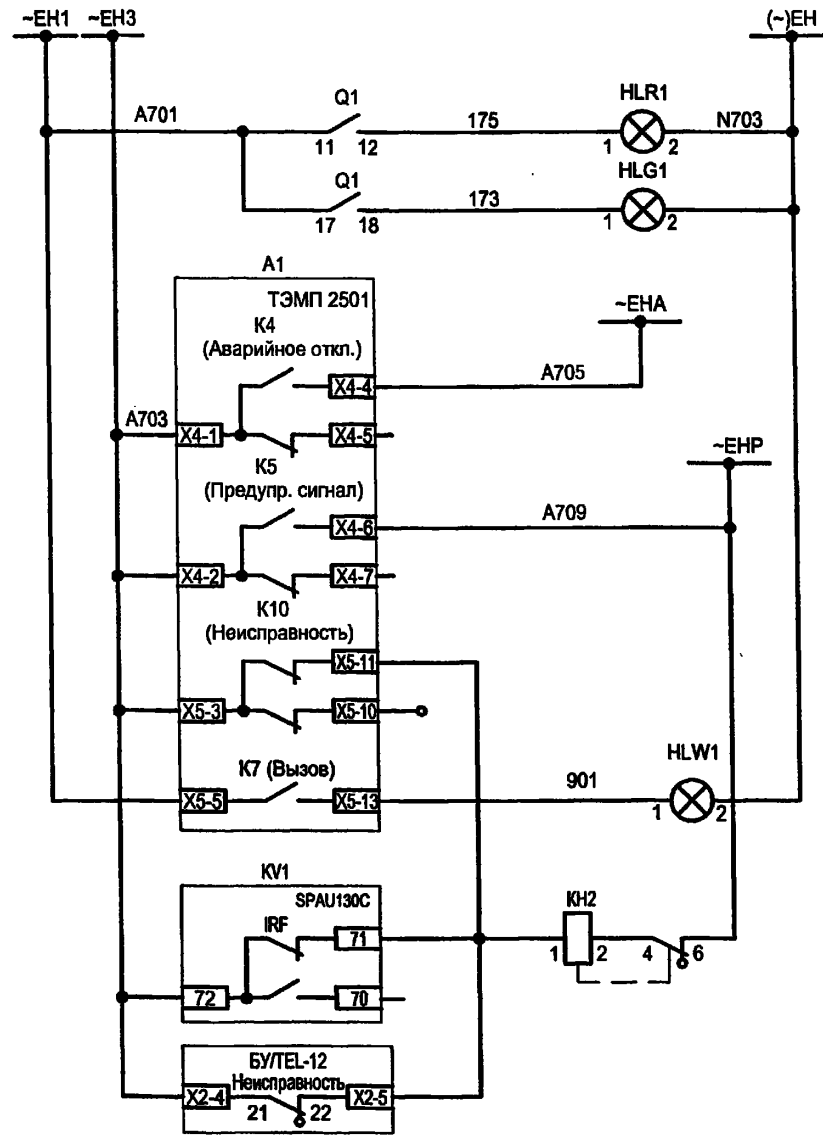 ~EH1 ~EH3 (~)EH
A701 Q1 175 HLR1 N703
11 12 1 2
Q1 173 HLG1
17 18 1 2
A1
ТЭМП 2501
K4
(Аварийное откл.)
~EHA
X4-4 A705
A703
X4-1 X4-5
K5
(Предупр. сигнал)
~EHP
X4-6 A709
X4-2 X4-7
K10
(Неисправность)
X5-11
X5-3 X5-10
K7 (Вызов) HLW1
X5-5 X5-13 901 1 2
KV1
SPAU130C
IRF 71
KH2
1 2 4 6
72 70
БУ/TEL-12
Неисправность
X2-4 21 22 X2-5